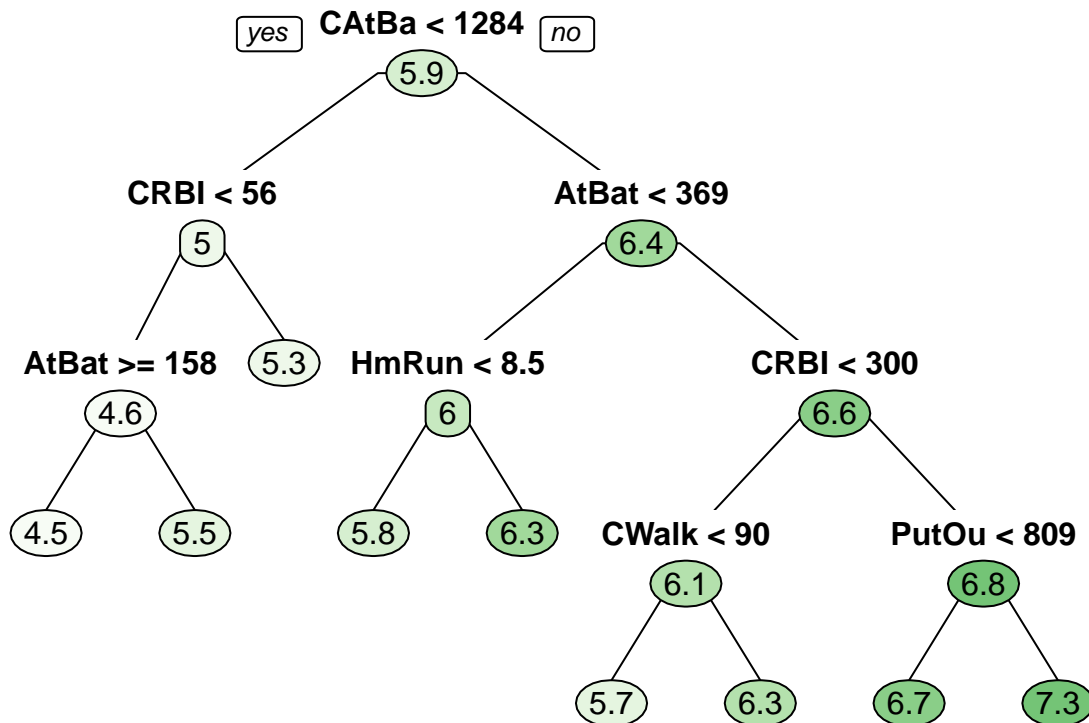 yes CAtBa < 1284 no
5.9
CRBI < 56 AtBat < 369
5 6.4
AtBat >= 158 5.3 HmRun < 8.5 CRBI < 300
4.6 6 6.6
4.5 5.5 5.8 6.3 CWalk < 90 PutOu < 809
6.1 6.8
5.7 6.3 6.7 7.3